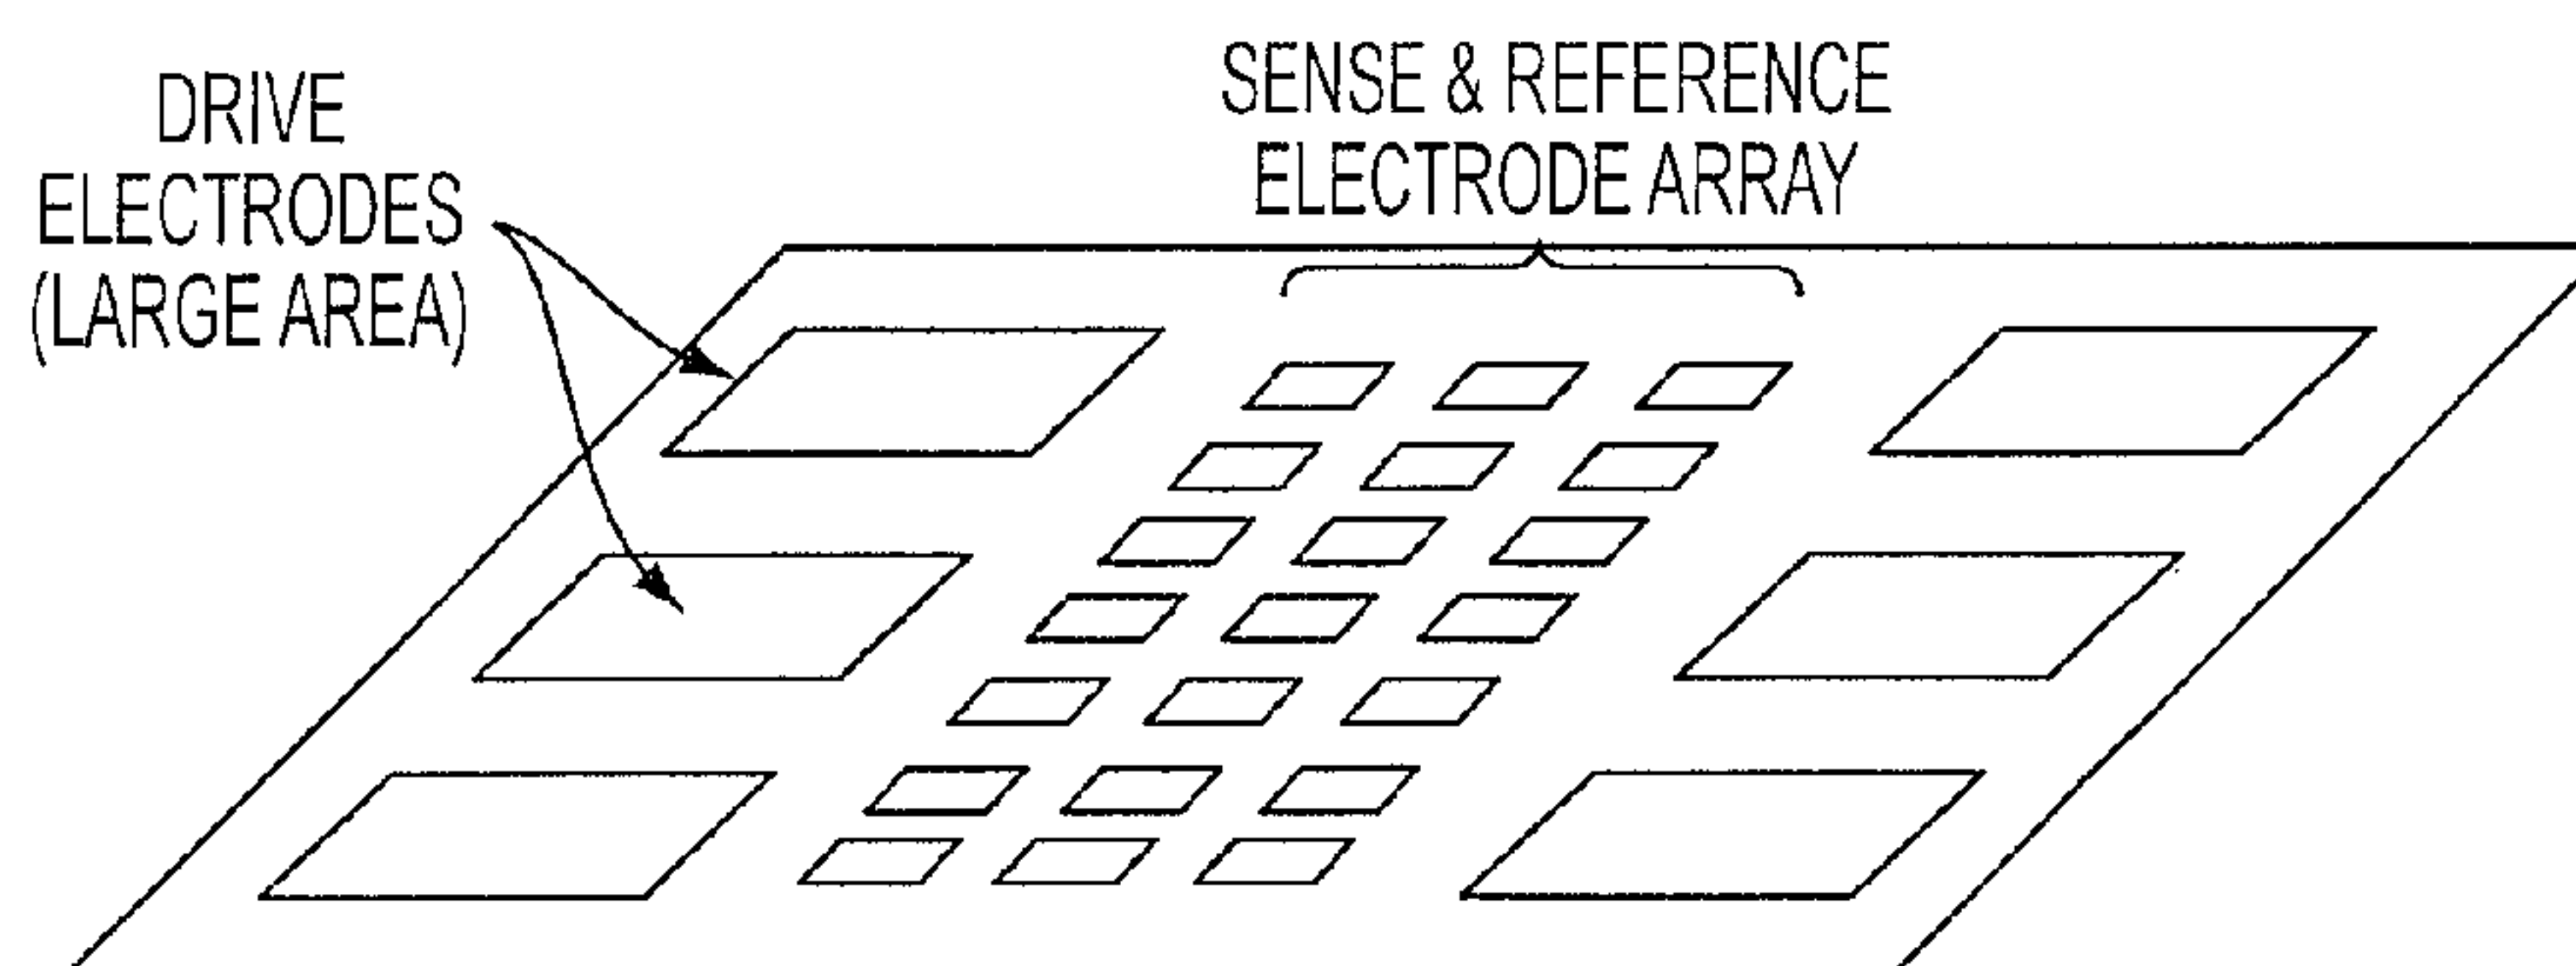 DRIVE
ELECTRODES
(LARGE AREA)
SENSE & REFERENCE
ELECTRODE ARRAY